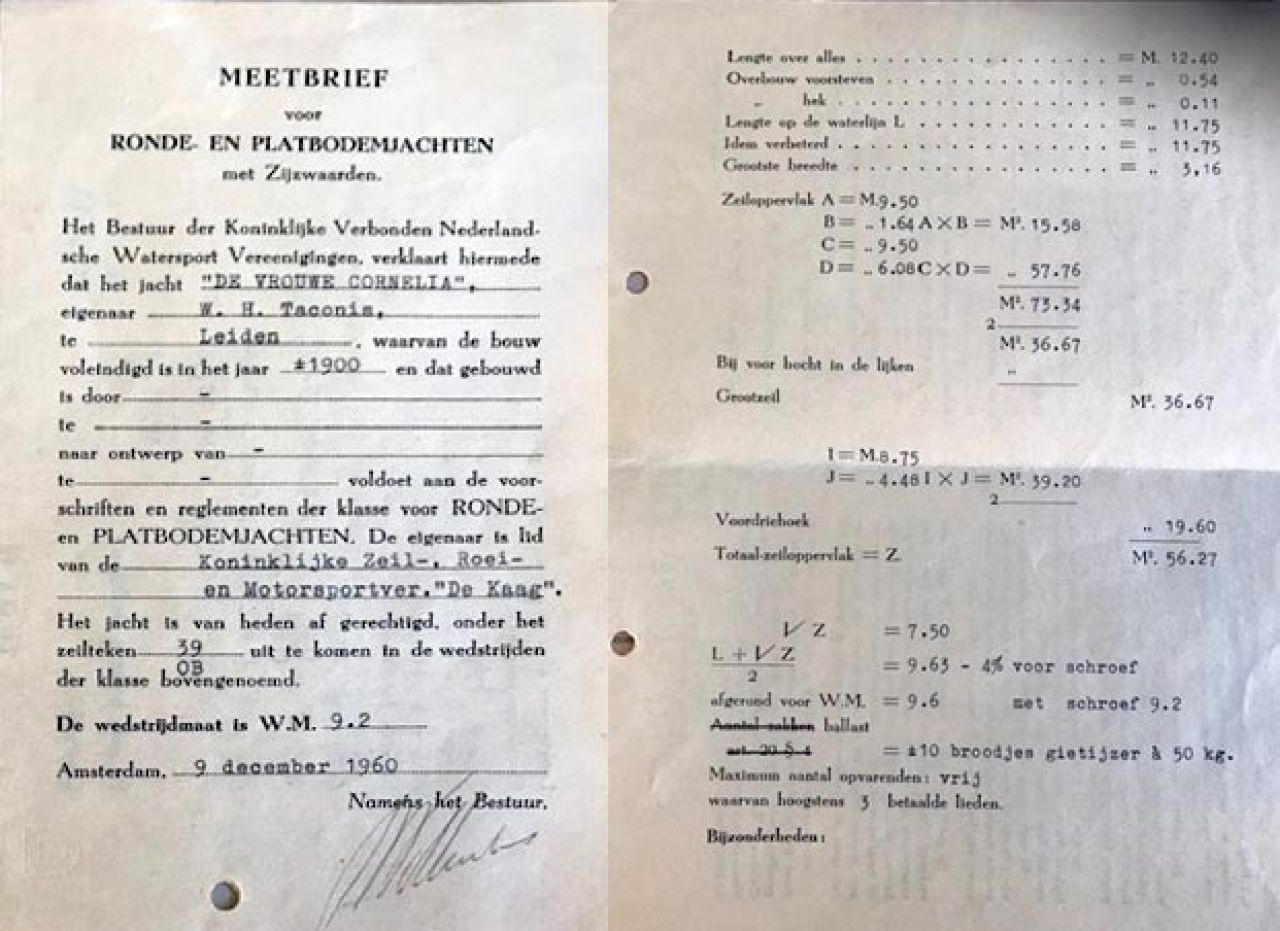 MEETBRIEF
voor
RONDE- EN PLATBODEMJACHTEN
met Zijzwaarden.
Het Bestuur der Koninklijke Verbonden Nederland-
sche Watersport Vereenigingen, verklaart hiermede
dat het jacht "DE VROUWE CORNELIA",
eigenaar W. H. Taconis,
te Leiden, waarvan de bouw
voleindigd is in het jaar ±1900 en dat gebouwd
is door -
te -
naar ontwerp van -
te - voldoet aan de voor-
schriften en reglementen der klasse voor RONDE-
en PLATBODEMJACHTEN. De eigenaar is lid
van de Koninklijke Zeil-, Roei-
en Motorsportver."De Kaag".
Het jacht is van heden af gerechtigd, onder het
zeilteken 39 uit te komen in de wedstrijden
OB
der klasse bovengenoemd.
De wedstrijdmaat is W.M. 9.2
Amsterdam, 9 december 1960
Namens het Bestuur,
Lengte over alles = M. 12.40
Overbouw voorsteven = „ 0.54
„ hek = „ 0.11
Lengte op de waterlijn L = „ 11.75
Idem verbeterd = „ 11.75
Grootste breedte = „ 3,16
Zeiloppervlak A = M.9.50
B = „1.64 A × B = M². 15.58
C = „9.50
D = „6.08 C × D = „ 57.76
M². 73.34
2
M². 36.67
Bij voor bocht in de lijken „
Grootzeil M². 36.67
I = M.8.75
J = „4.48 I × J = M². 39.20
2
Voordriehoek „ 19.60
Totaal-zeiloppervlak = Z M². 56.27
√ Z = 7.50
L + √ Z
2 = 9.63 - 4% voor schroef
afgerond voor W.M. = 9.6 met schroef 9.2
Aantal zakken ballast
art. 20 § 4 = ±10 broodjes gietijzer à 50 kg.
Maximum aantal opvarenden: vrij
waarvan hoogstens 3 betaalde lieden.
Bijzonderheden: